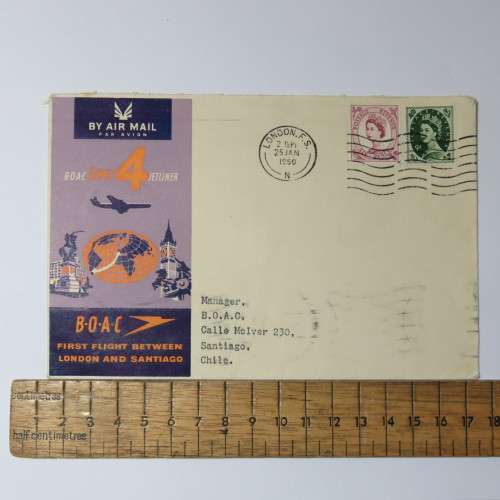 BY AIR MAIL
PAR AVION
BOAC Comet 4 JETLINER
B·O·A·C
FIRST FLIGHT BETWEEN
LONDON AND SANTIAGO
LONDON. F.S.
25 JAN
1960
N
Manager,
B.O.A.C.
Calle McIver 230,
Santiago,
Chile.
centimetres
1 2 3 4 5 6 7 8 9 10 11 12 13 14 15 16 17 18
half centimetres